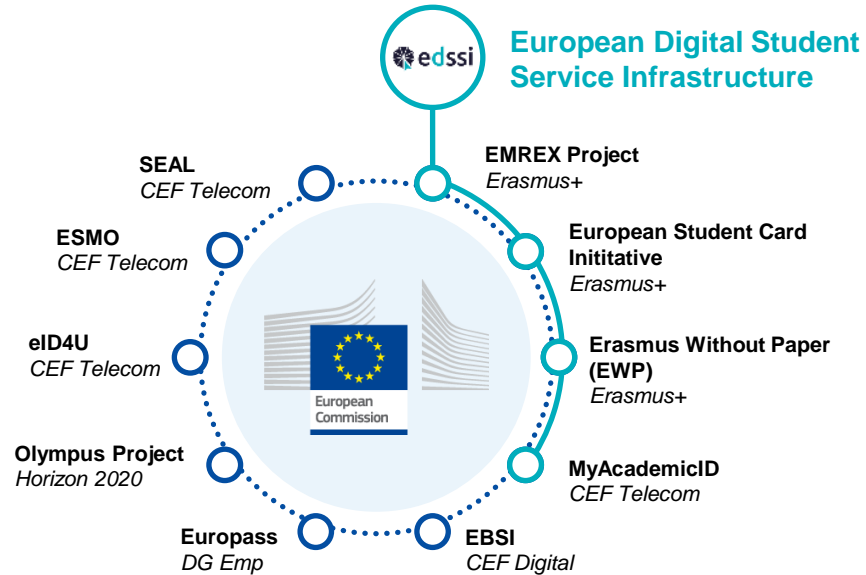 edssi
European Digital Student
Service Infrastructure
EMREX Project
Erasmus+
European Student Card
Inititative
Erasmus+
Erasmus Without Paper
(EWP)
Erasmus+
MyAcademicID
CEF Telecom
EBSI
CEF Digital
Europass
DG Emp
Olympus Project
Horizon 2020
eID4U
CEF Telecom
ESMO
CEF Telecom
SEAL
CEF Telecom
European
Commission